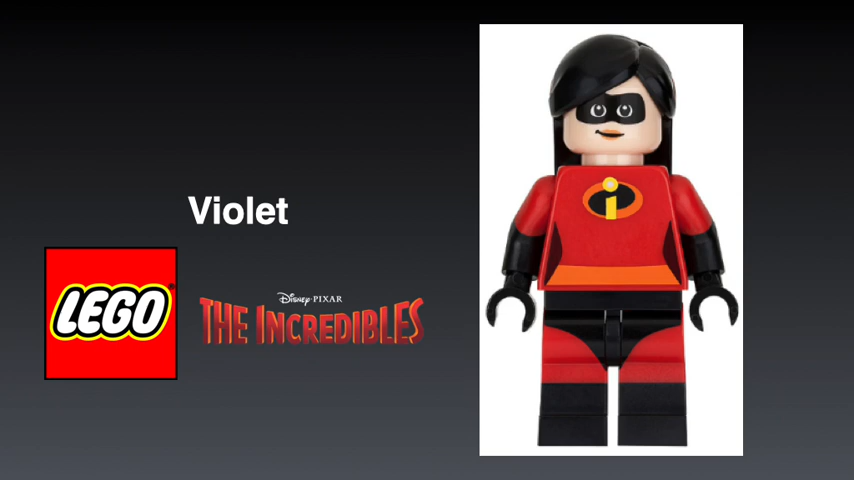 Violet
LEGO
Disney·PIXAR
THE INCREDIBLES
i